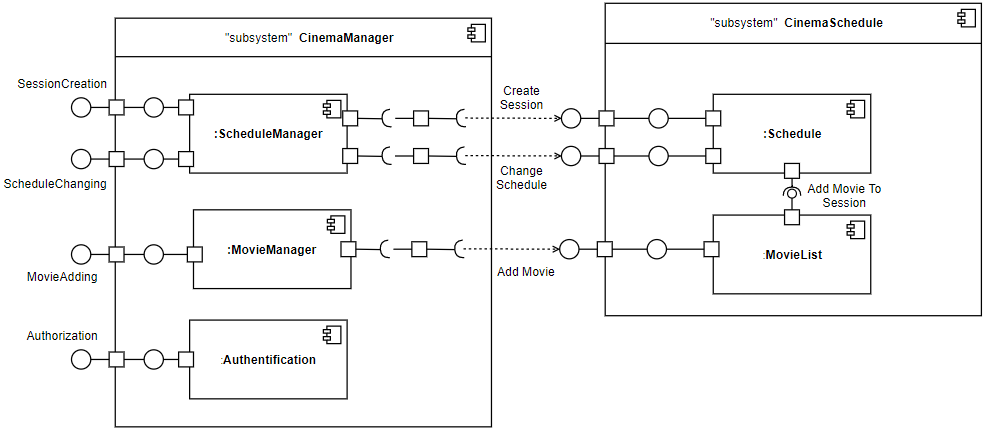 "subsystem" CinemaManager
"subsystem" CinemaSchedule
SessionCreation
:ScheduleManager
Create
Session
:Schedule
ScheduleChanging
Change
Schedule
Add Movie To
Session
:MovieManager
MovieAdding
Add Movie
:MovieList
Authorization
:Authentification